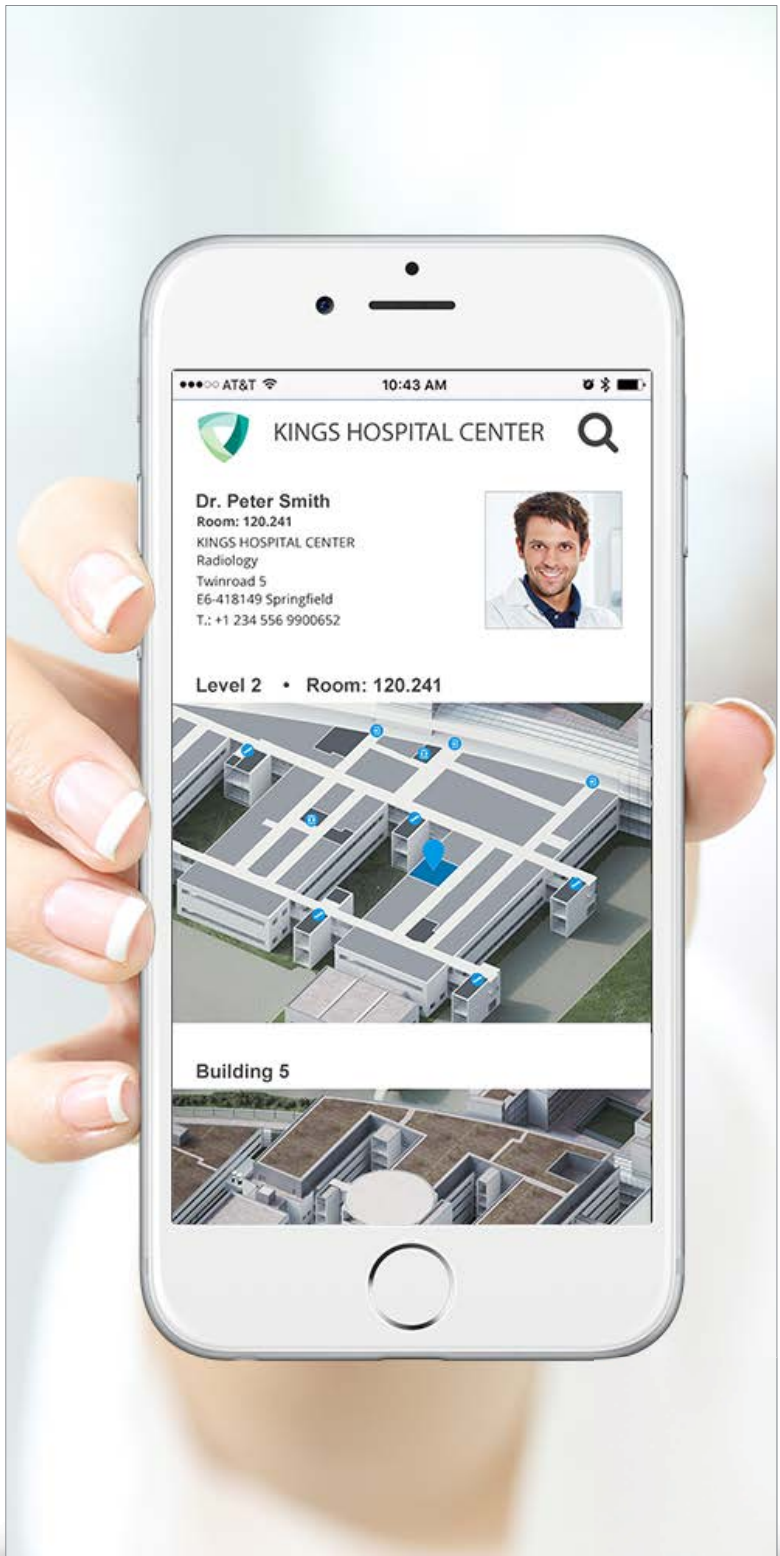 AT&T 10:43 AM
KINGS HOSPITAL CENTER
Dr. Peter Smith
Room: 120.241
KINGS HOSPITAL CENTER
Radiology
Twinroad 5
E6-418149 Springfield
T.: +1 234 556 9900652
Level 2 • Room: 120.241
Building 5